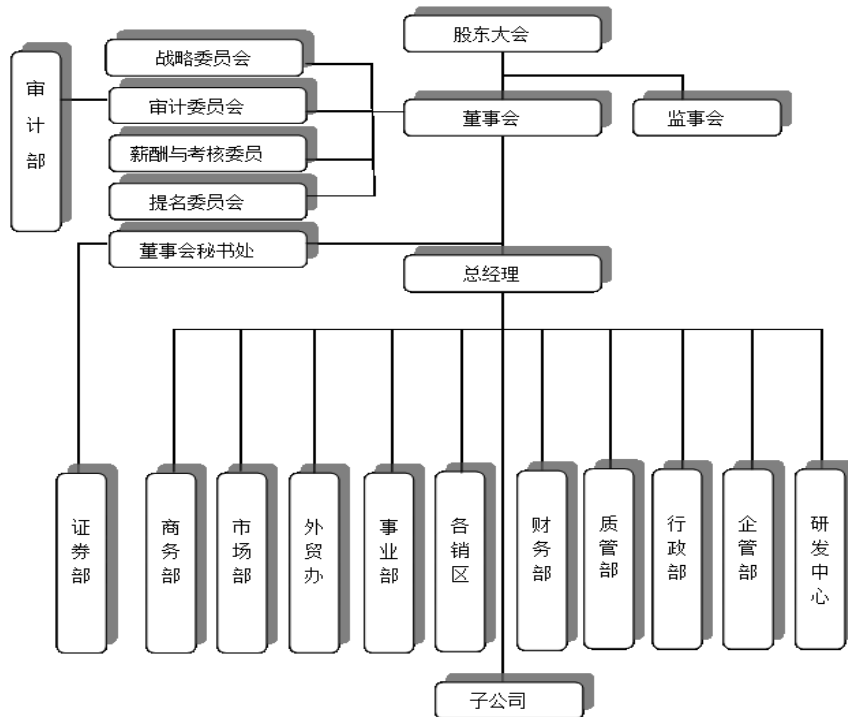 股东大会
战略委员会
审计部
审计委员会
董事会
监事会
薪酬与考核委员
提名委员会
董事会秘书处
总经理
证券部
商务部
市场部
外贸办
事业部
各销区
财务部
质管部
行政部
企管部
研发中心
子公司